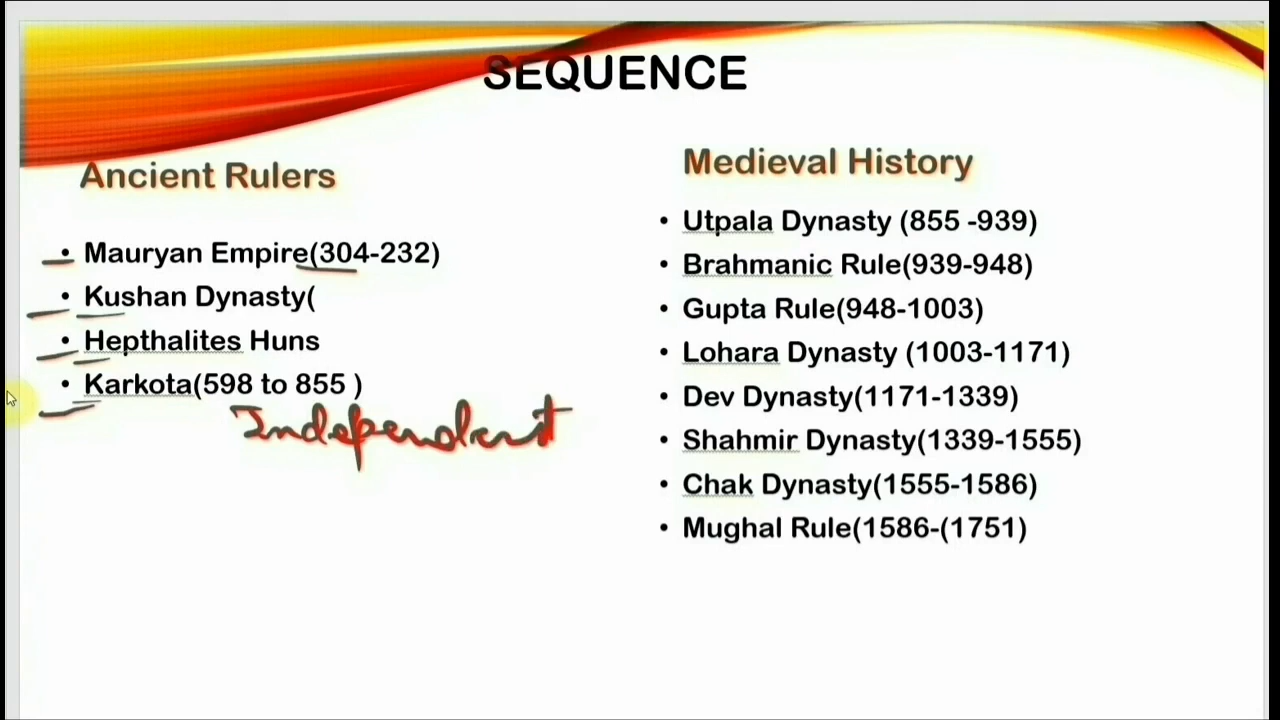 SEQUENCE
Ancient Rulers
• Mauryan Empire(304-232)
• Kushan Dynasty(
• Hepthalites Huns
• Karkota(598 to 855 )
Independent
Medieval History
• Utpala Dynasty (855 -939)
• Brahmanic Rule(939-948)
• Gupta Rule(948-1003)
• Lohara Dynasty (1003-1171)
• Dev Dynasty(1171-1339)
• Shahmir Dynasty(1339-1555)
• Chak Dynasty(1555-1586)
• Mughal Rule(1586-(1751)